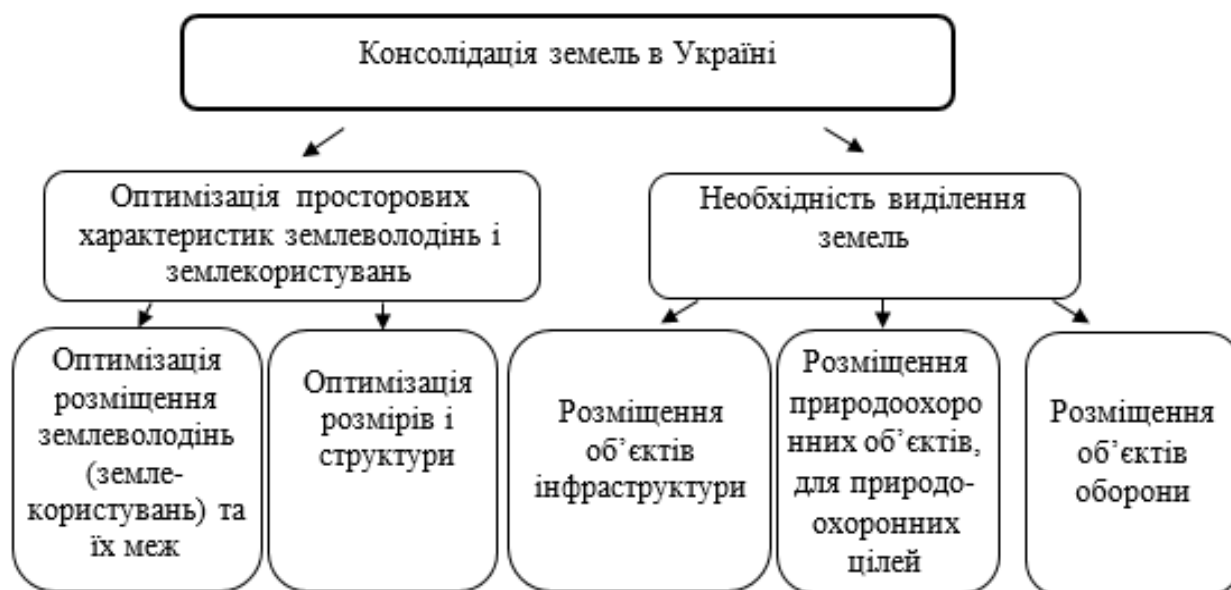 Консолідація земель в Україні
Оптимізація просторових
характеристик землеволодінь і
землекористувань
Необхідність виділення
земель
Оптимізація
розміщення
землеволодінь
(земле-
користувань) та
їх меж
Оптимізація
розмірів і
структури
Розміщення
об’єктів
інфраструктури
Розміщення
природоохоро
нних об’єктів,
для природо-
охоронних
цілей
Розміщення
об’єктів
оборони